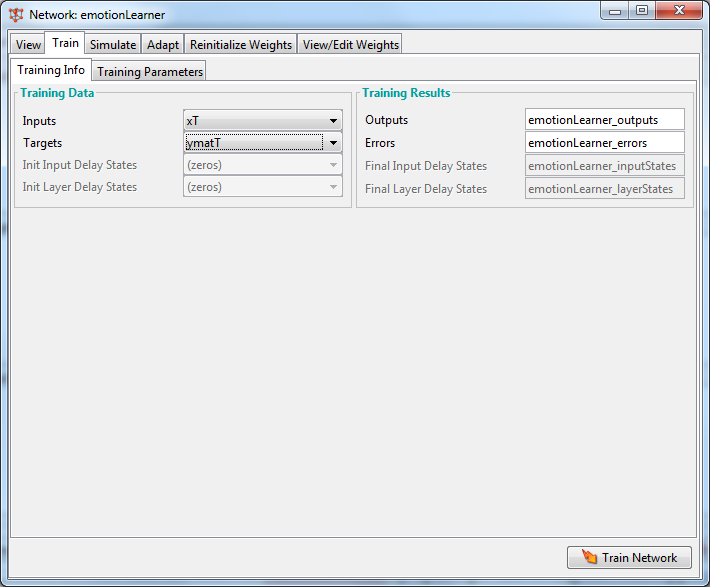 Network: emotionLearner
View Train Simulate Adapt Reinitialize Weights View/Edit Weights
Training Info Training Parameters
Training Data
Inputs xT
Targets ymatT
Init Input Delay States (zeros)
Init Layer Delay States (zeros)
Training Results
Outputs emotionLearner_outputs
Errors emotionLearner_errors
Final Input Delay States emotionLearner_inputStates
Final Layer Delay States emotionLearner_layerStates
Train Network